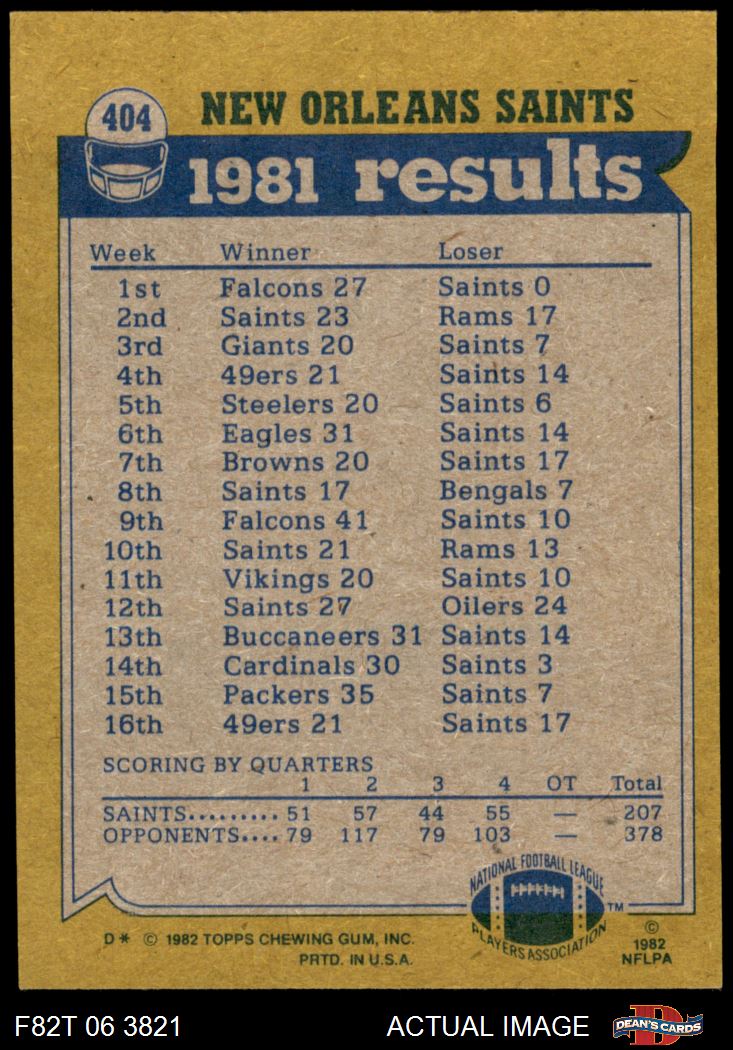 404
NEW ORLEANS SAINTS
1981 results
Week Winner Loser
1st Falcons 27 Saints 0
2nd Saints 23 Rams 17
3rd Giants 20 Saints 7
4th 49ers 21 Saints 14
5th Steelers 20 Saints 6
6th Eagles 31 Saints 14
7th Browns 20 Saints 17
8th Saints 17 Bengals 7
9th Falcons 41 Saints 10
10th Saints 21 Rams 13
11th Vikings 20 Saints 10
12th Saints 27 Oilers 24
13th Buccaneers 31 Saints 14
14th Cardinals 30 Saints 3
15th Packers 35 Saints 7
16th 49ers 21 Saints 17
SCORING BY QUARTERS
1 2 3 4 OT Total
SAINTS......... 51 57 44 55 — 207
OPPONENTS.... 79 117 79 103 — 378
NATIONAL FOOTBALL LEAGUE
PLAYERS ASSOCIATION
TM
D* © 1982 TOPPS CHEWING GUM, INC.
PRTD. IN U.S.A.
©
1982
NFLPA
F82T 06 3821 ACTUAL IMAGE
D
DEAN'S CARDS